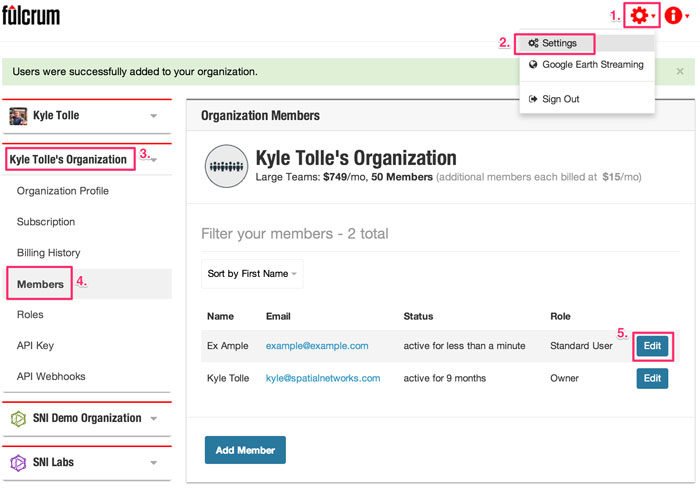 fulcrum
1.
2.
Settings
Google Earth Streaming
Sign Out
Users were successfully added to your organization.
×
Kyle Tolle
Kyle Tolle's Organization
3.
Organization Profile
Subscription
Billing History
Members
4.
Roles
API Key
API Webhooks
SNI Demo Organization
SNI Labs
Organization Members
Kyle Tolle's Organization
Large Teams: $749/mo, 50 Members (additional members each billed at $15/mo)
Filter your members - 2 total
Sort by First Name
Name Email Status Role
5.
Ex Ample example@example.com active for less than a minute Standard User Edit
Kyle Tolle kyle@spatialnetworks.com active for 9 months Owner Edit
Add Member